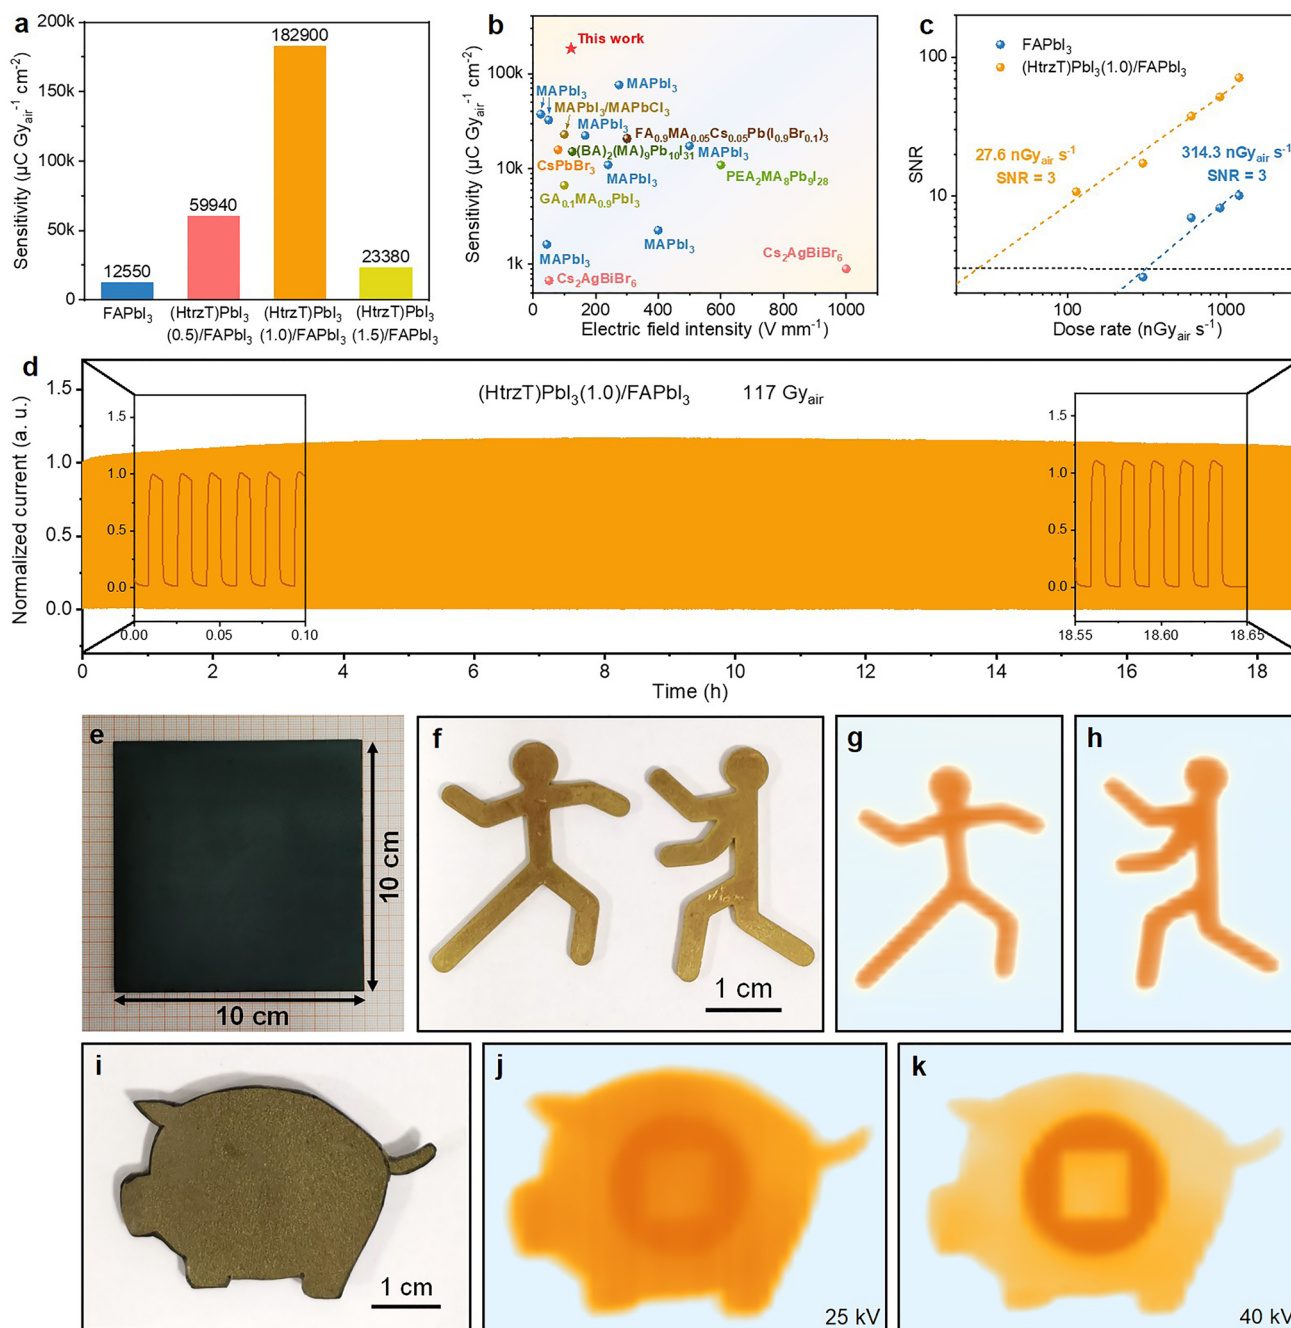 a
200k
150k
100k
50k
0
Sensitivity (µC Gyair⁻¹ cm⁻²)
12550
59940
182900
23380
FAPbI₃
(HtrzT)PbI₃
(0.5)/FAPbI₃
(HtrzT)PbI₃
(1.0)/FAPbI₃
(HtrzT)PbI₃
(1.5)/FAPbI₃
b
Sensitivity (µC Gyair⁻¹ cm⁻²)
100k
10k
1k
This work
MAPbI₃
MAPbI₃
MAPbI₃/MAPbCl₃
MAPbI₃
FA₀.₉MA₀.₀₅Cs₀.₀₅Pb(I₀.₉Br₀.₁)₃
(BA)₂(MA)₉Pb₁₀I₃₁
MAPbI₃
CsPbBr₃
MAPbI₃
PEA₂MA₈Pb₉I₂₈
GA₀.₁MA₀.₉PbI₃
MAPbI₃
MAPbI₃
Cs₂AgBiBr₆
Cs₂AgBiBr₆
0
200
400
600
800
1000
Electric field intensity (V mm⁻¹)
c
SNR
100
10
FAPbI₃
(HtrzT)PbI₃(1.0)/FAPbI₃
27.6 nGyair s⁻¹
SNR = 3
314.3 nGyair s⁻¹
SNR = 3
100
1000
Dose rate (nGyair s⁻¹)
d
Normalized current (a. u.)
1.5
1.0
0.5
0.0
(HtrzT)PbI₃(1.0)/FAPbI₃
117 Gyair
1.5
1.0
0.5
0.0
0.00
0.05
0.10
1.5
1.0
0.5
0.0
18.55
18.60
18.65
0
2
4
6
8
10
12
14
16
18
Time (h)
e
10 cm
10 cm
f
1 cm
g
h
i
1 cm
j
25 kV
k
40 kV